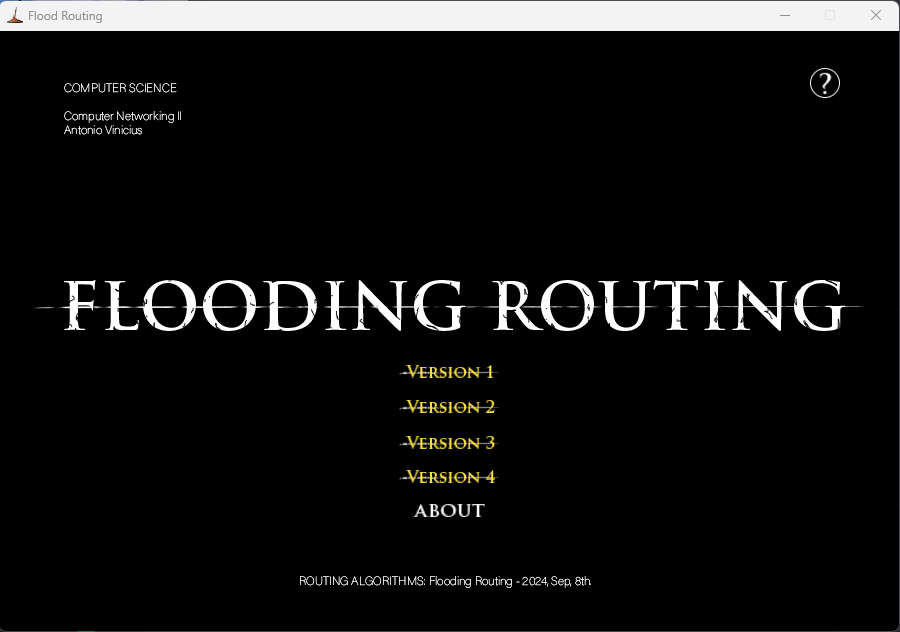 Flood Routing
COMPUTER SCIENCE
?
Computer Networking II
Antonio Vinicius
FLOODING ROUTING
-VERSION 1
-VERSION 2
-VERSION 3
-VERSION 4
ABOUT
ROUTING ALGORITHMS: Flooding Routing - 2024, Sep, 8th.